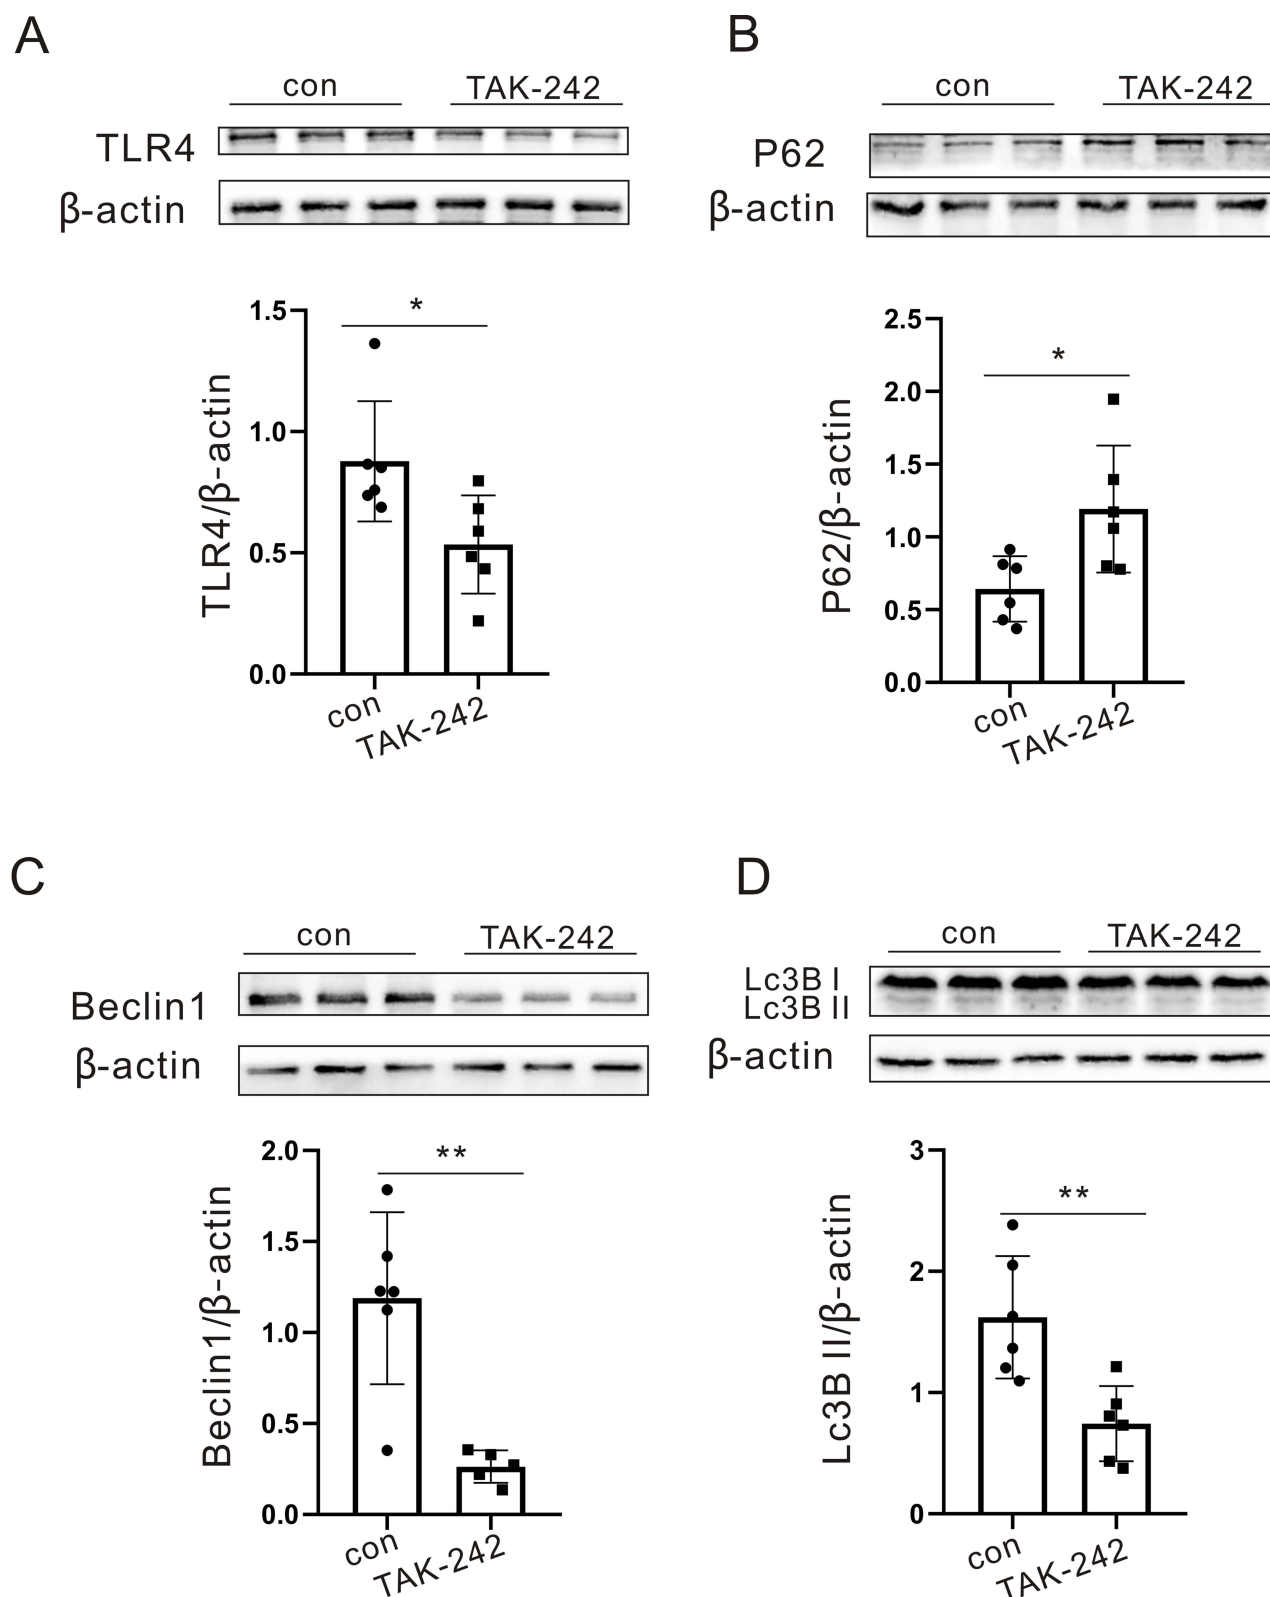 A
con TAK-242
TLR4
β-actin
*
1.5
1.0
0.5
0.0
TLR4/β-actin
con
TAK-242
B
con TAK-242
P62
β-actin
*
2.5
2.0
1.5
1.0
0.5
0.0
P62/β-actin
con
TAK-242
C
con TAK-242
Beclin1
β-actin
**
2.0
1.5
1.0
0.5
0.0
Beclin1/β-actin
con
TAK-242
D
con TAK-242
Lc3B I
Lc3B II
β-actin
**
3
2
1
0
Lc3B II/β-actin
con
TAK-242